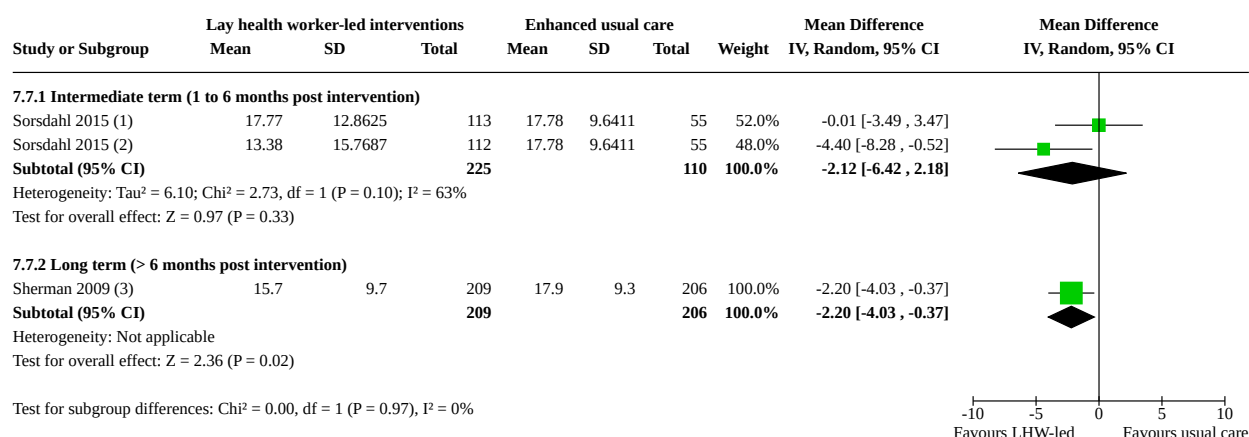 Lay health worker-led interventions Enhanced usual care Mean Difference Mean Difference
Study or Subgroup Mean SD Total Mean SD Total Weight IV, Random, 95% CI IV, Random, 95% CI
7.7.1 Intermediate term (1 to 6 months post intervention)
Sorsdahl 2015 (1) 17.77 12.8625 113 17.78 9.6411 55 52.0% -0.01 [-3.49 , 3.47]
Sorsdahl 2015 (2) 13.38 15.7687 112 17.78 9.6411 55 48.0% -4.40 [-8.28 , -0.52]
Subtotal (95% CI) 225 110 100.0% -2.12 [-6.42 , 2.18]
Heterogeneity: Tau² = 6.10; Chi² = 2.73, df = 1 (P = 0.10); I² = 63%
Test for overall effect: Z = 0.97 (P = 0.33)
7.7.2 Long term (> 6 months post intervention)
Sherman 2009 (3) 15.7 9.7 209 17.9 9.3 206 100.0% -2.20 [-4.03 , -0.37]
Subtotal (95% CI) 209 206 100.0% -2.20 [-4.03 , -0.37]
Heterogeneity: Not applicable
Test for overall effect: Z = 2.36 (P = 0.02)
Test for subgroup differences: Chi² = 0.00, df = 1 (P = 0.97), I² = 0%
-10 -5 0 5 10
Favours LHW-led Favours usual care